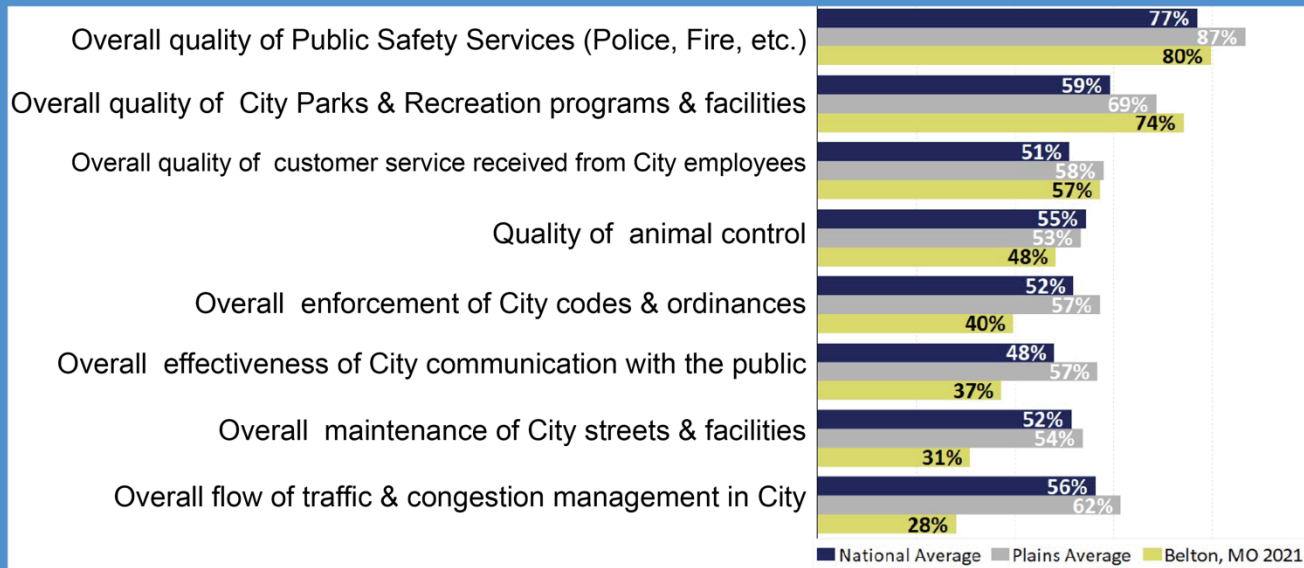 Overall quality of Public Safety Services (Police, Fire, etc.)
77%
87%
80%
Overall quality of City Parks & Recreation programs & facilities
59%
69%
74%
Overall quality of customer service received from City employees
51%
58%
57%
Quality of animal control
55%
53%
48%
Overall enforcement of City codes & ordinances
52%
57%
40%
Overall effectiveness of City communication with the public
48%
57%
37%
Overall maintenance of City streets & facilities
52%
54%
31%
Overall flow of traffic & congestion management in City
56%
62%
28%
National Average Plains Average Belton, MO 2021